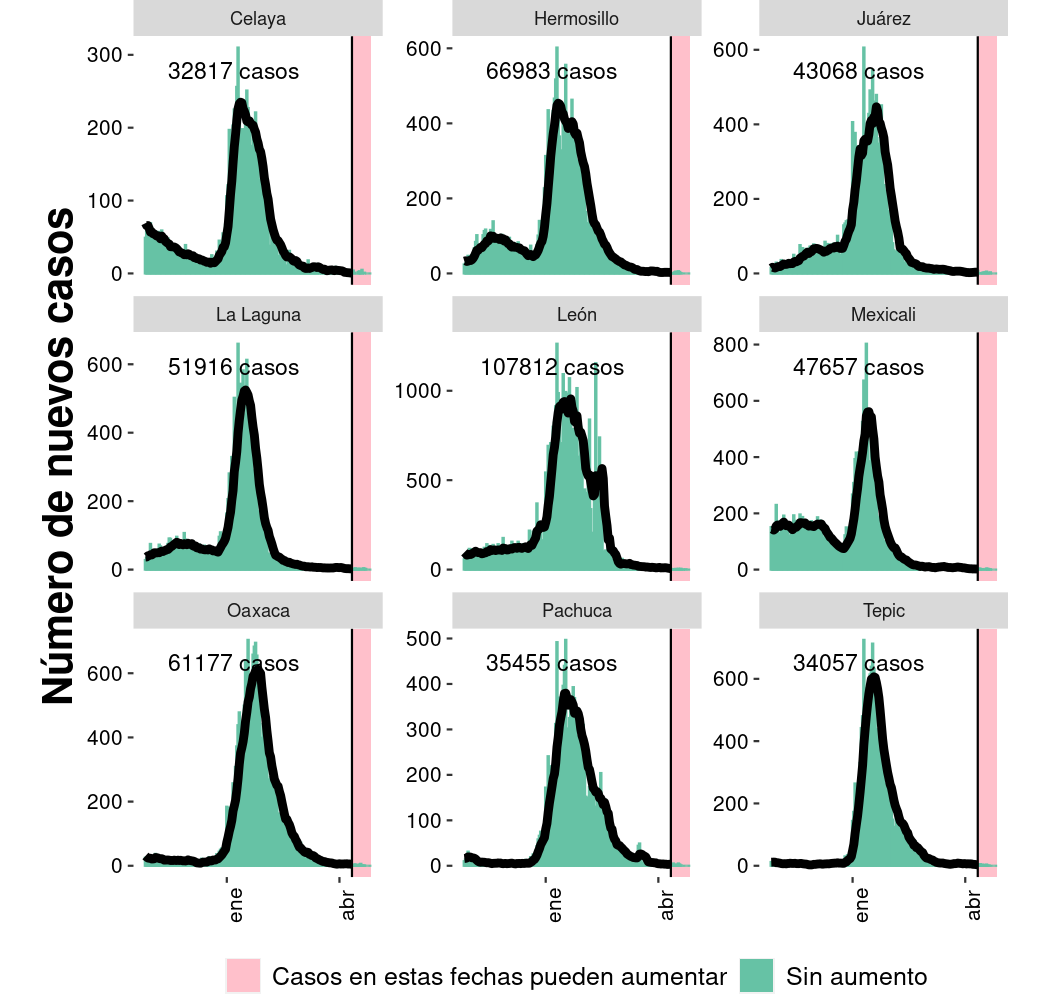 Número de nuevos casos
Celaya
300
200
100
0
32817 casos
Hermosillo
600
400
200
0
66983 casos
Juárez
600
400
200
0
43068 casos
La Laguna
600
400
200
0
51916 casos
León
1000
500
0
107812 casos
Mexicali
800
600
400
200
0
47657 casos
Oaxaca
600
400
200
0
61177 casos
ene
abr
Pachuca
500
400
300
200
100
0
35455 casos
ene
abr
Tepic
600
400
200
0
34057 casos
ene
abr
Casos en estas fechas pueden aumentar
Sin aumento